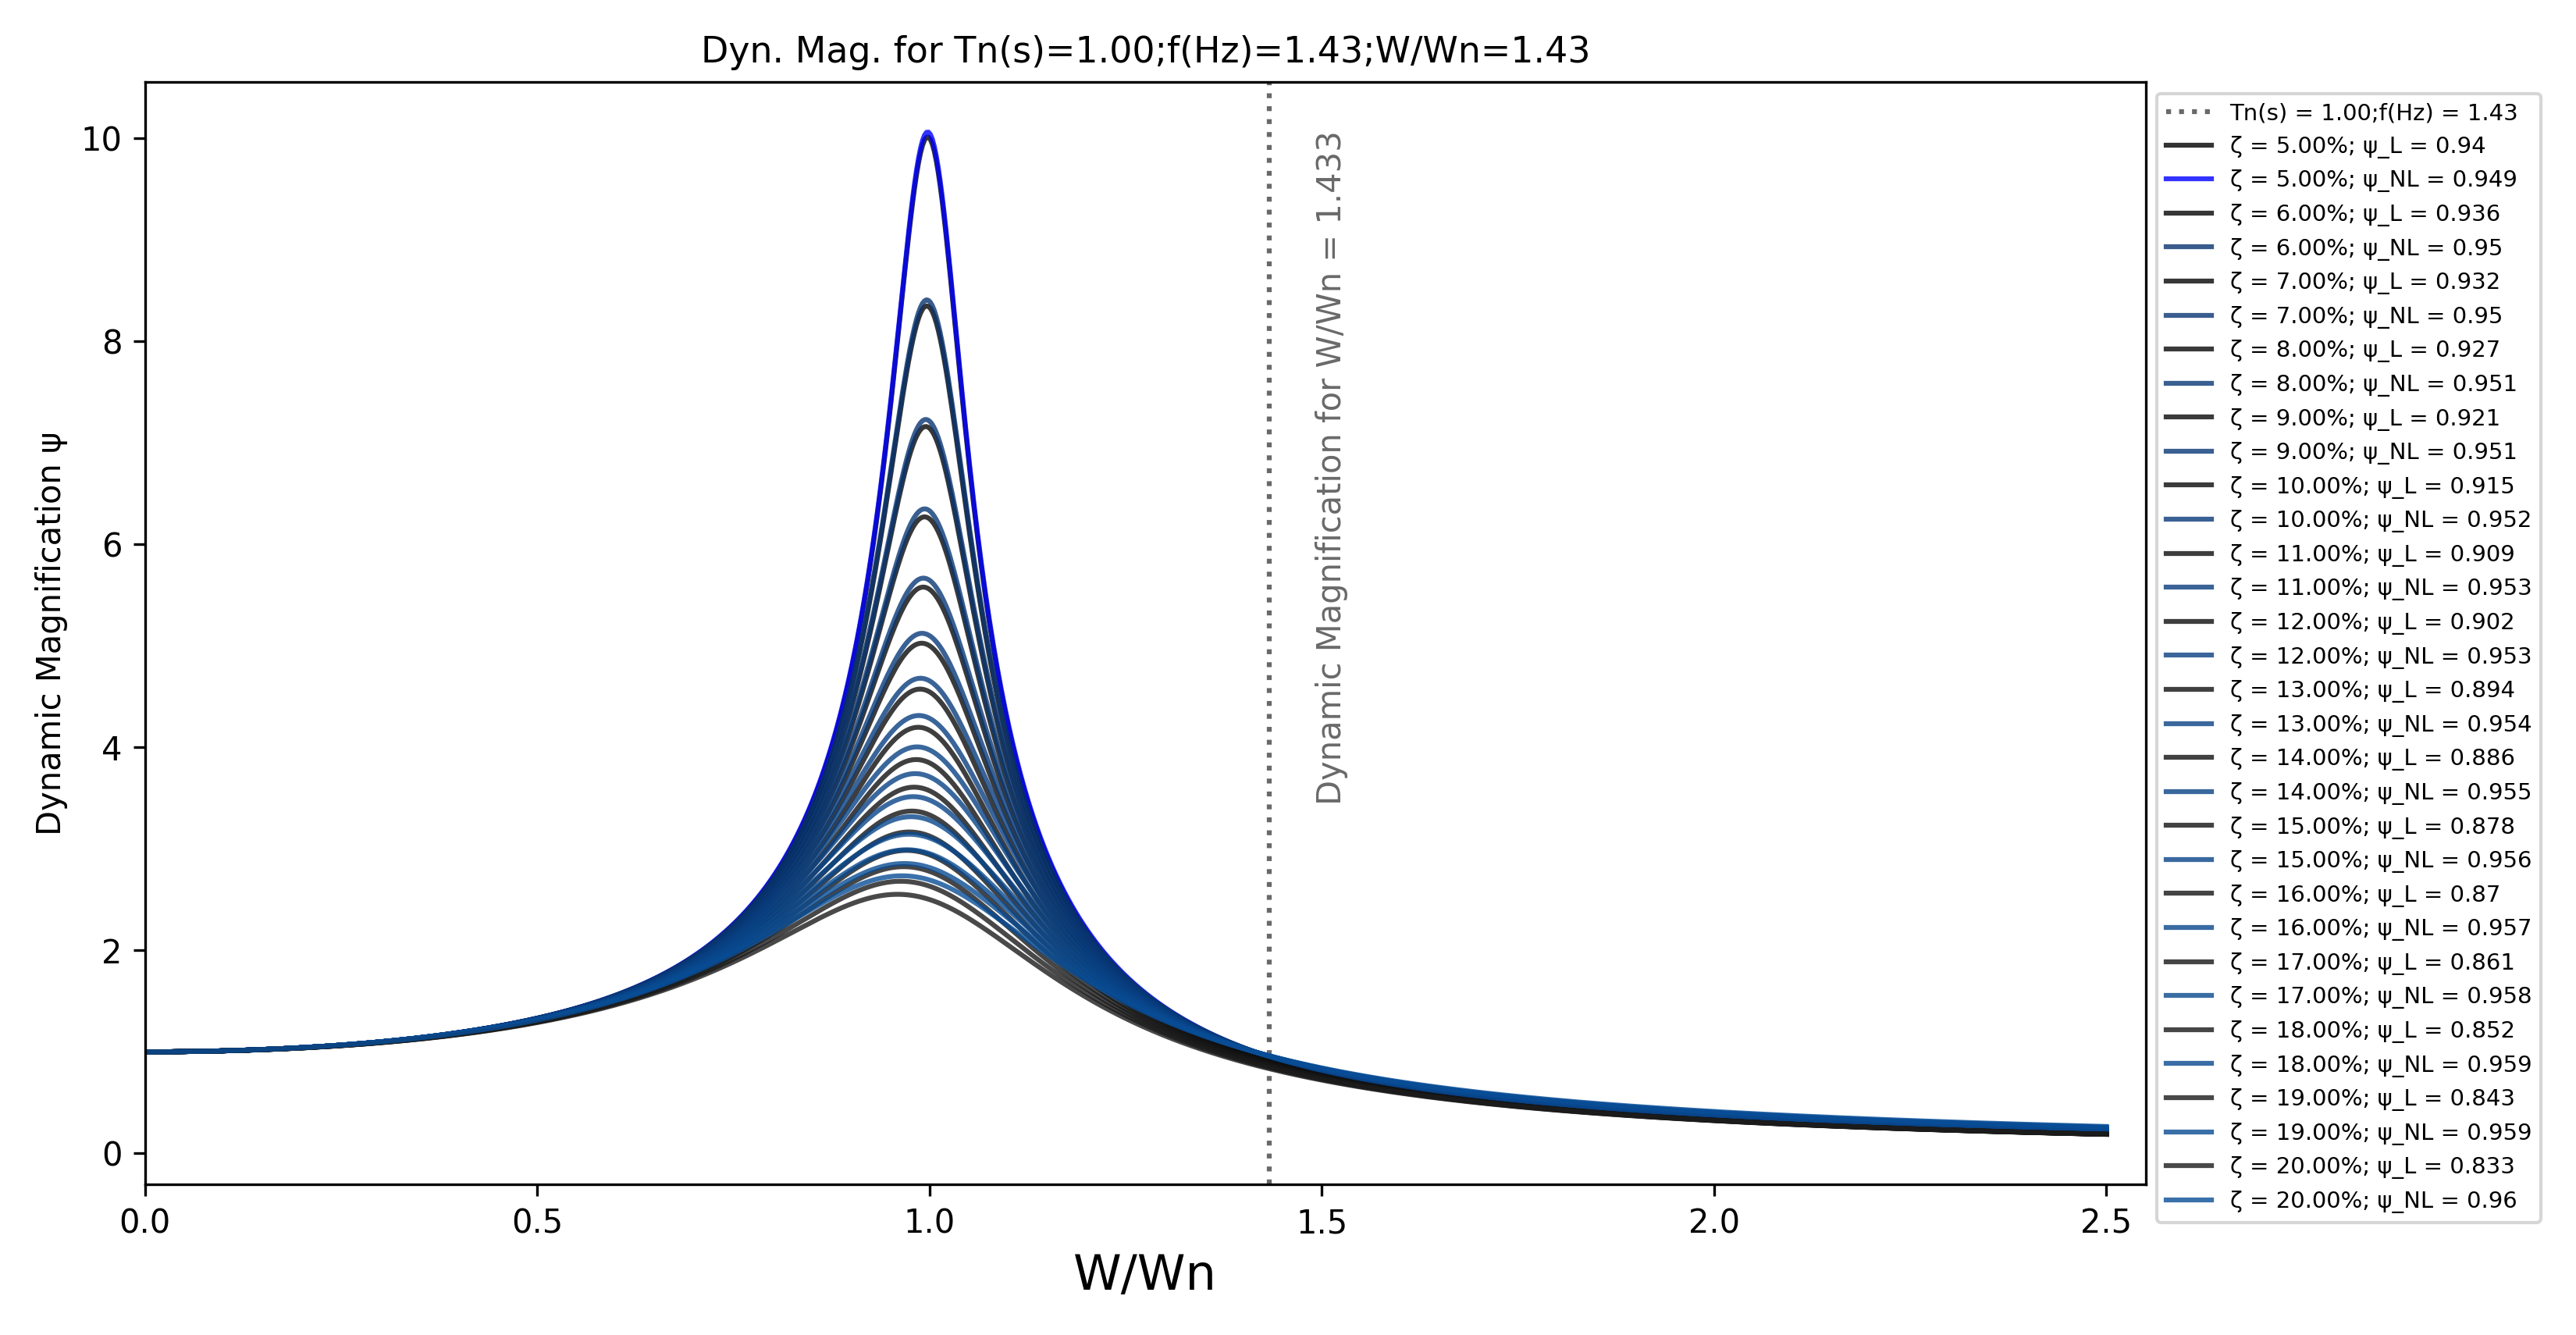 Dyn. Mag. for Tn(s)=1.00;f(Hz)=1.43;W/Wn=1.43
Dynamic Magnification ψ
10
8
6
4
2
0
Dynamic Magnification for W/Wn = 1.433
0.0
0.5
1.0
1.5
2.0
2.5
W/Wn
Tn(s) = 1.00;f(Hz) = 1.43
ζ = 5.00%; ψ_L = 0.94
ζ = 5.00%; ψ_NL = 0.949
ζ = 6.00%; ψ_L = 0.936
ζ = 6.00%; ψ_NL = 0.95
ζ = 7.00%; ψ_L = 0.932
ζ = 7.00%; ψ_NL = 0.95
ζ = 8.00%; ψ_L = 0.927
ζ = 8.00%; ψ_NL = 0.951
ζ = 9.00%; ψ_L = 0.921
ζ = 9.00%; ψ_NL = 0.951
ζ = 10.00%; ψ_L = 0.915
ζ = 10.00%; ψ_NL = 0.952
ζ = 11.00%; ψ_L = 0.909
ζ = 11.00%; ψ_NL = 0.953
ζ = 12.00%; ψ_L = 0.902
ζ = 12.00%; ψ_NL = 0.953
ζ = 13.00%; ψ_L = 0.894
ζ = 13.00%; ψ_NL = 0.954
ζ = 14.00%; ψ_L = 0.886
ζ = 14.00%; ψ_NL = 0.955
ζ = 15.00%; ψ_L = 0.878
ζ = 15.00%; ψ_NL = 0.956
ζ = 16.00%; ψ_L = 0.87
ζ = 16.00%; ψ_NL = 0.957
ζ = 17.00%; ψ_L = 0.861
ζ = 17.00%; ψ_NL = 0.958
ζ = 18.00%; ψ_L = 0.852
ζ = 18.00%; ψ_NL = 0.959
ζ = 19.00%; ψ_L = 0.843
ζ = 19.00%; ψ_NL = 0.959
ζ = 20.00%; ψ_L = 0.833
ζ = 20.00%; ψ_NL = 0.96